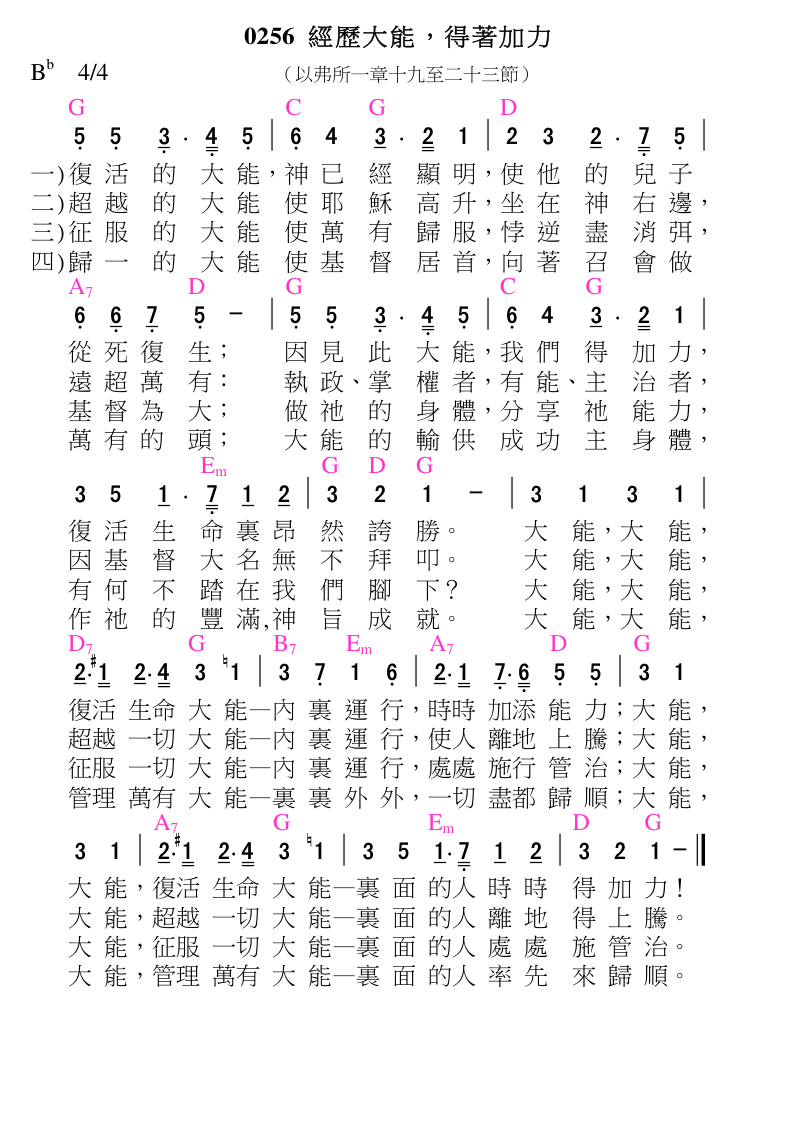 0256 經歷大能，得著加力
B♭ 4/4 （以弗所一章十九至二十三節）
G C G D
5 5 3 · 4 5 | 6 4 3 · 2 1 | 2 3 2 · 7 5 |
一)復活的大能，神已經顯明，使他的兒子
二)超越的大能使耶穌高升，坐在神右邊，
三)征服的大能使萬有歸服，悖逆盡消弭，
四)歸一的大能使基督居首，向著召會做
A7 D G C G
6 6 7 5 － | 5 5 3 · 4 5 | 6 4 3 · 2 1 |
從死復生； 因見此大能，我們得加力，
遠超萬有： 執政、掌權者，有能、主治者，
基督為大； 做祂的身體，分享祂能力，
萬有的頭； 大能的輸供成功主身體，
Em G D G
3 5 1 · 7 1 2 | 3 2 1 － | 3 1 3 1 |
復活生命裏昂然誇勝。 大能，大能，
因基督大名無不拜叩。 大能，大能，
有何不踏在我們腳下？ 大能，大能，
作祂的豐滿,神旨成就。 大能，大能，
D7 G B7 Em A7 D G
2·♯1 2·4 3 ♮1 | 3 7 1 6 | 2·1 7·6 5 5 | 3 1
復活生命大能—內裏運行，時時加添能力；大能，
超越一切大能—內裏運行，使人離地上騰；大能，
征服一切大能—內裏運行，處處施行管治；大能，
管理萬有大能—裏裏外外，一切盡都歸順；大能，
A7 G Em D G
3 1 | 2·♯1 2·4 3 ♮1 | 3 5 1·7 1 2 | 3 2 1 －‖
大能，復活生命大能—裏面的人時時得加力！
大能，超越一切大能—裏面的人離地得上騰。
大能，征服一切大能—裏面的人處處施管治。
大能，管理萬有大能—裏面的人率先來歸順。